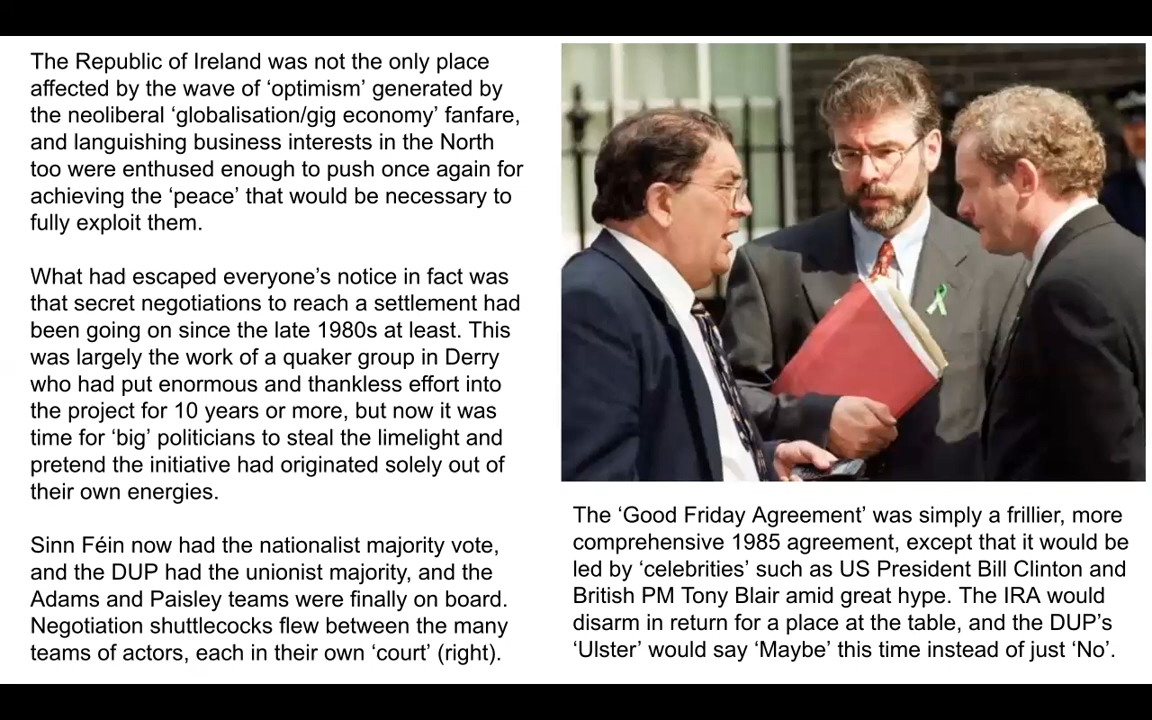 The Republic of Ireland was not the only place
affected by the wave of ‘optimism’ generated by
the neoliberal ‘globalisation/gig economy’ fanfare,
and languishing business interests in the North
too were enthused enough to push once again for
achieving the ‘peace’ that would be necessary to
fully exploit them.
What had escaped everyone’s notice in fact was
that secret negotiations to reach a settlement had
been going on since the late 1980s at least. This
was largely the work of a quaker group in Derry
who had put enormous and thankless effort into
the project for 10 years or more, but now it was
time for ‘big’ politicians to steal the limelight and
pretend the initiative had originated solely out of
their own energies.
Sinn Féin now had the nationalist majority vote,
and the DUP had the unionist majority, and the
Adams and Paisley teams were finally on board.
Negotiation shuttlecocks flew between the many
teams of actors, each in their own ‘court’ (right).
The ‘Good Friday Agreement’ was simply a frillier, more
comprehensive 1985 agreement, except that it would be
led by ‘celebrities’ such as US President Bill Clinton and
British PM Tony Blair amid great hype. The IRA would
disarm in return for a place at the table, and the DUP’s
‘Ulster’ would say ‘Maybe’ this time instead of just ‘No’.